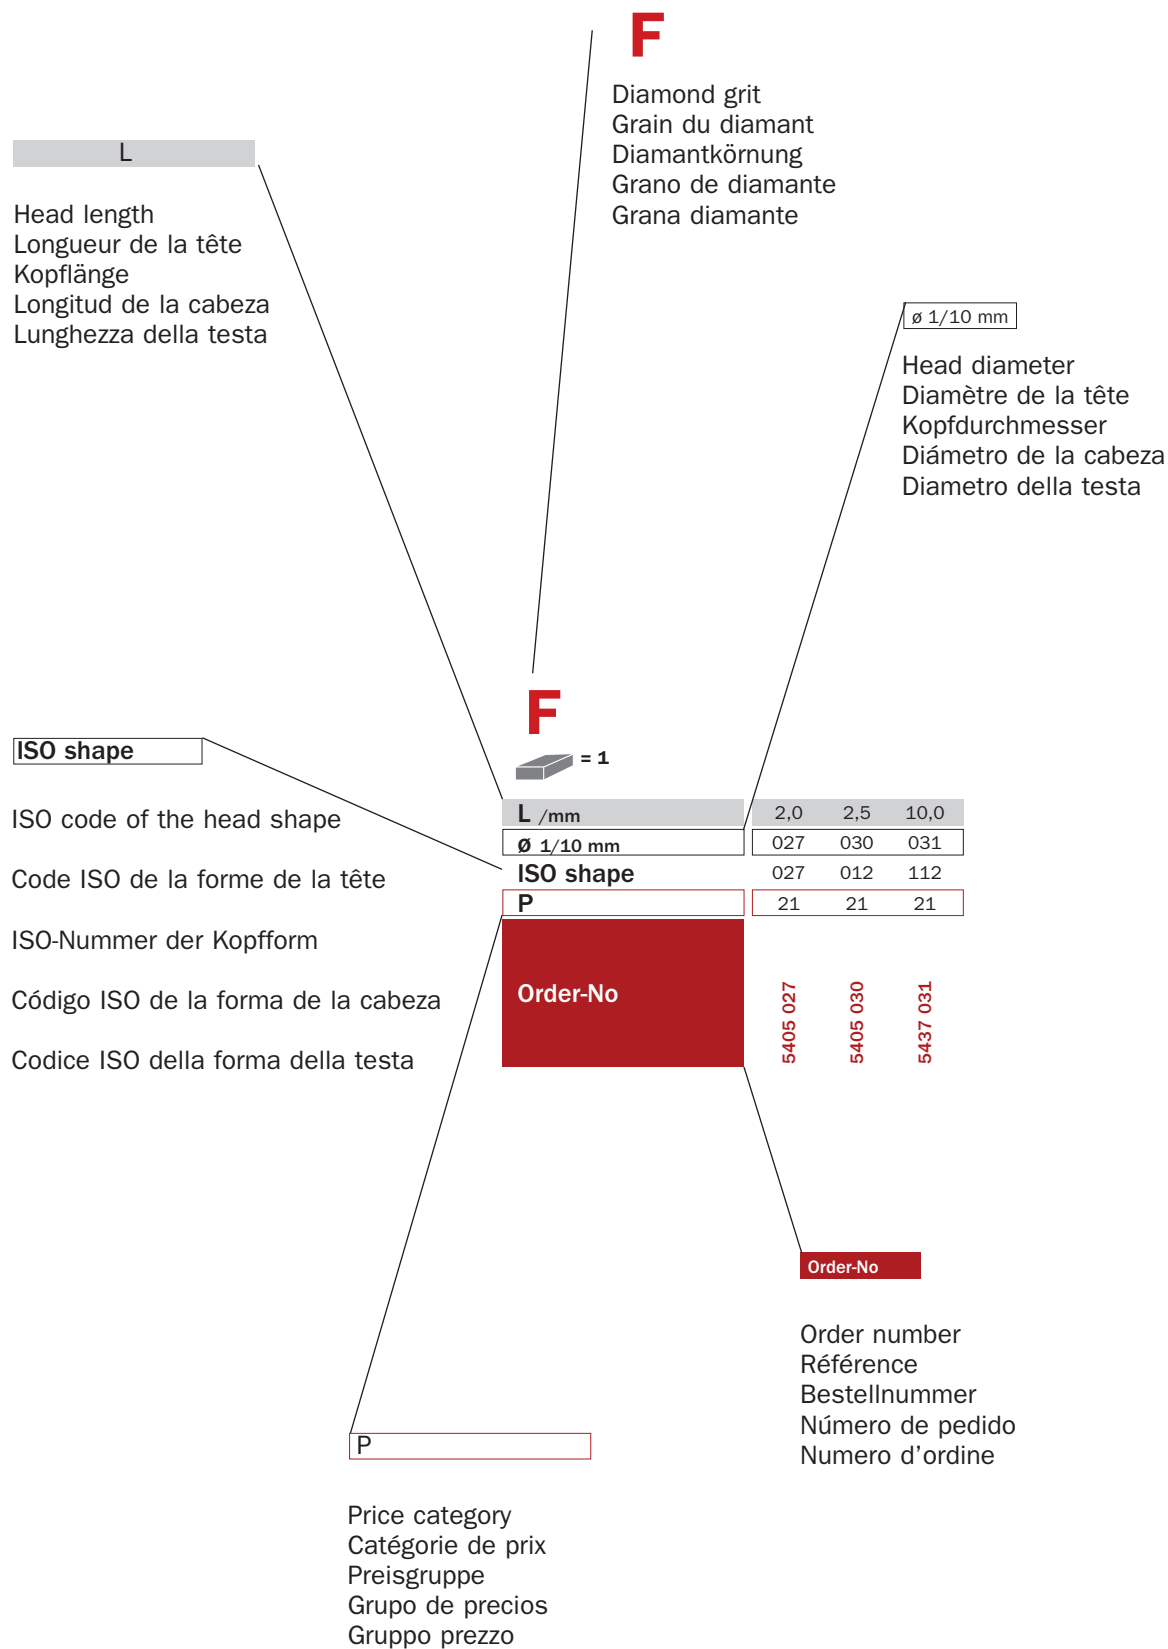 F
Diamond grit
Grain du diamant
Diamantkörnung
Grano de diamante
Grana diamante
L
Head length
Longueur de la tête
Kopflänge
Longitud de la cabeza
Lunghezza della testa
ø 1/10 mm
Head diameter
Diamètre de la tête
Kopfdurchmesser
Diámetro de la cabeza
Diametro della testa
F
= 1
ISO shape
ISO code of the head shape
Code ISO de la forme de la tête
ISO-Nummer der Kopfform
Código ISO de la forma de la cabeza
Codice ISO della forma della testa
L /mm 2,0 2,5 10,0
Ø 1/10 mm 027 030 031
ISO shape 027 012 112
P 21 21 21
Order-No 5405 027 5405 030 5437 031
Order-No
Order number
Référence
Bestellnummer
Número de pedido
Numero d’ordine
P
Price category
Catégorie de prix
Preisgruppe
Grupo de precios
Gruppo prezzo